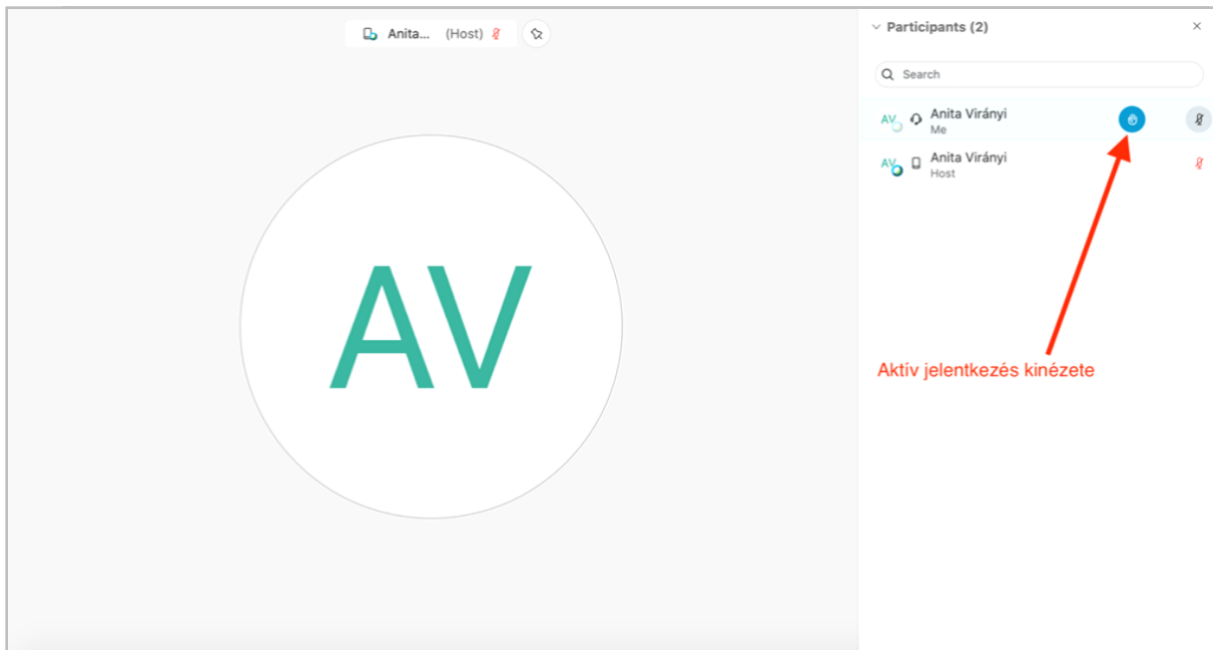 Anita... (Host)
Participants (2)
Search
AV Anita Virányi
Me
AV Anita Virányi
Host
AV
Aktív jelentkezés kinézete